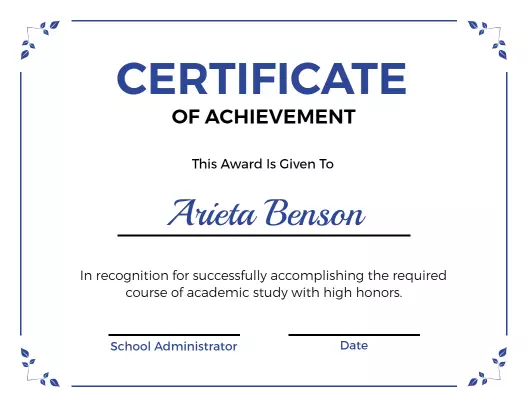 CERTIFICATE
OF ACHIEVEMENT
This Award Is Given To
Arieta Benson
In recognition for successfully accomplishing the required
course of academic study with high honors.
School Administrator
Date